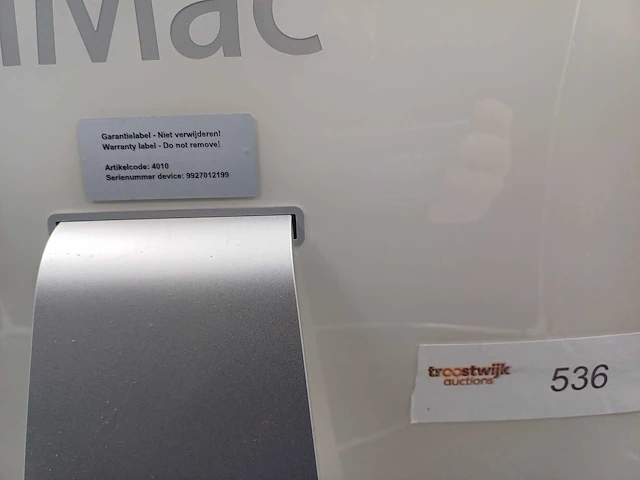 iMac
Garantielabel - Niet verwijderen!
Warranty label - Do not remove!
Artikelcode: 4010
Serienummer device: 9927012199
troostwijk
auctions
536